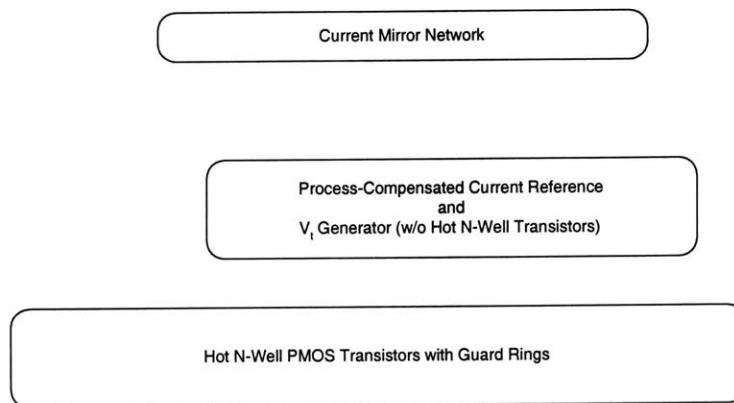 Current Mirror Network
Process-Compensated Current Reference
and
Vt Generator (w/o Hot N-Well Transistors)
Hot N-Well PMOS Transistors with Guard Rings